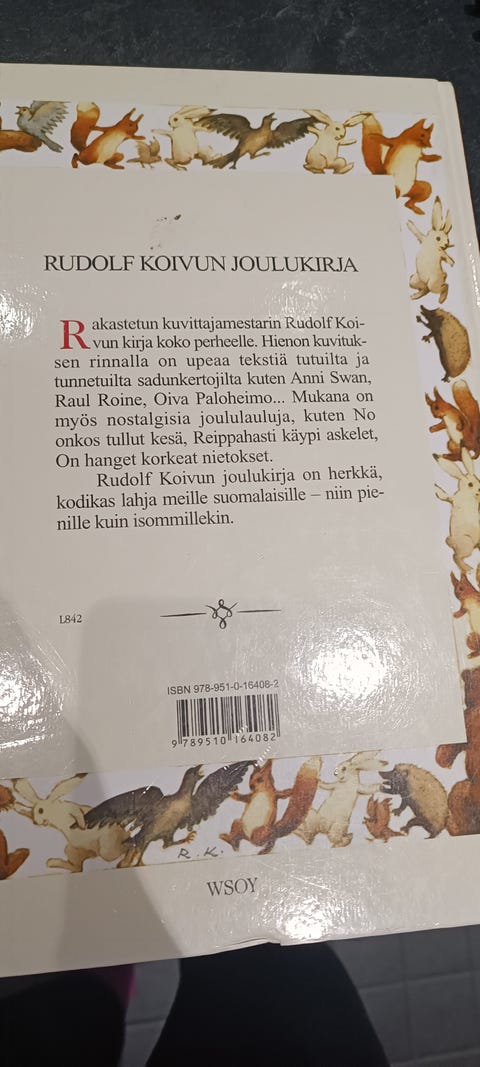 RUDOLF KOIVUN JOULUKIRJA
Rakastetun kuvittajamestarin Rudolf Koi-
vun kirja koko perheelle. Hienon kuvituk-
sen rinnalla on upeaa tekstiä tutuilta ja
tunnetuilta sadunkertojilta kuten Anni Swan,
Raul Roine, Oiva Paloheimo... Mukana on
myös nostalgisia joululauluja, kuten No
onkos tullut kesä, Reippahasti käypi askelet,
On hanget korkeat nietokset.
Rudolf Koivun joulukirja on herkkä,
kodikas lahja meille suomalaisille – niin pie-
nille kuin isommillekin.
L842
ISBN 978-951-0-16408-2
9 789510 164082
R.K.
WSOY